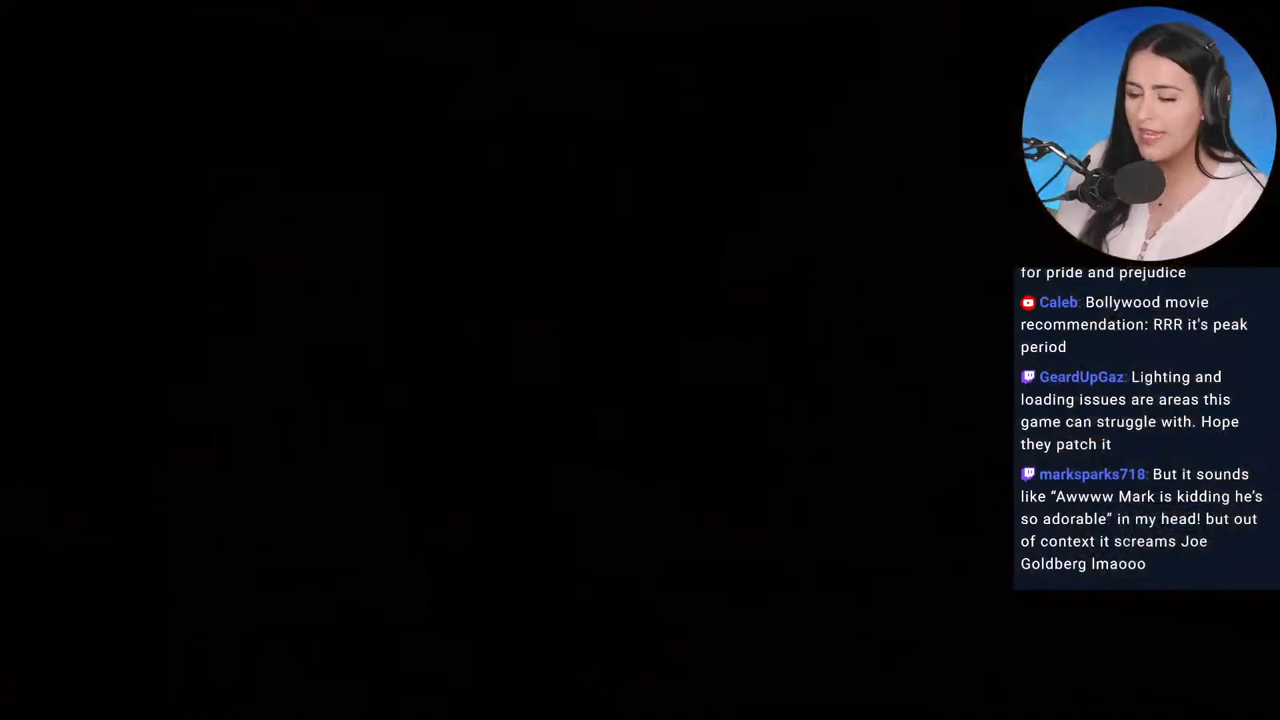 for pride and prejudice
Caleb: Bollywood movie
recommendation: RRR it's peak
period
GeardUpGaz: Lighting and
loading issues are areas this
game can struggle with. Hope
they patch it
marksparks718: But it sounds
like “Awwww Mark is kidding he’s
so adorable” in my head! but out
of context it screams Joe
Goldberg lmaooo